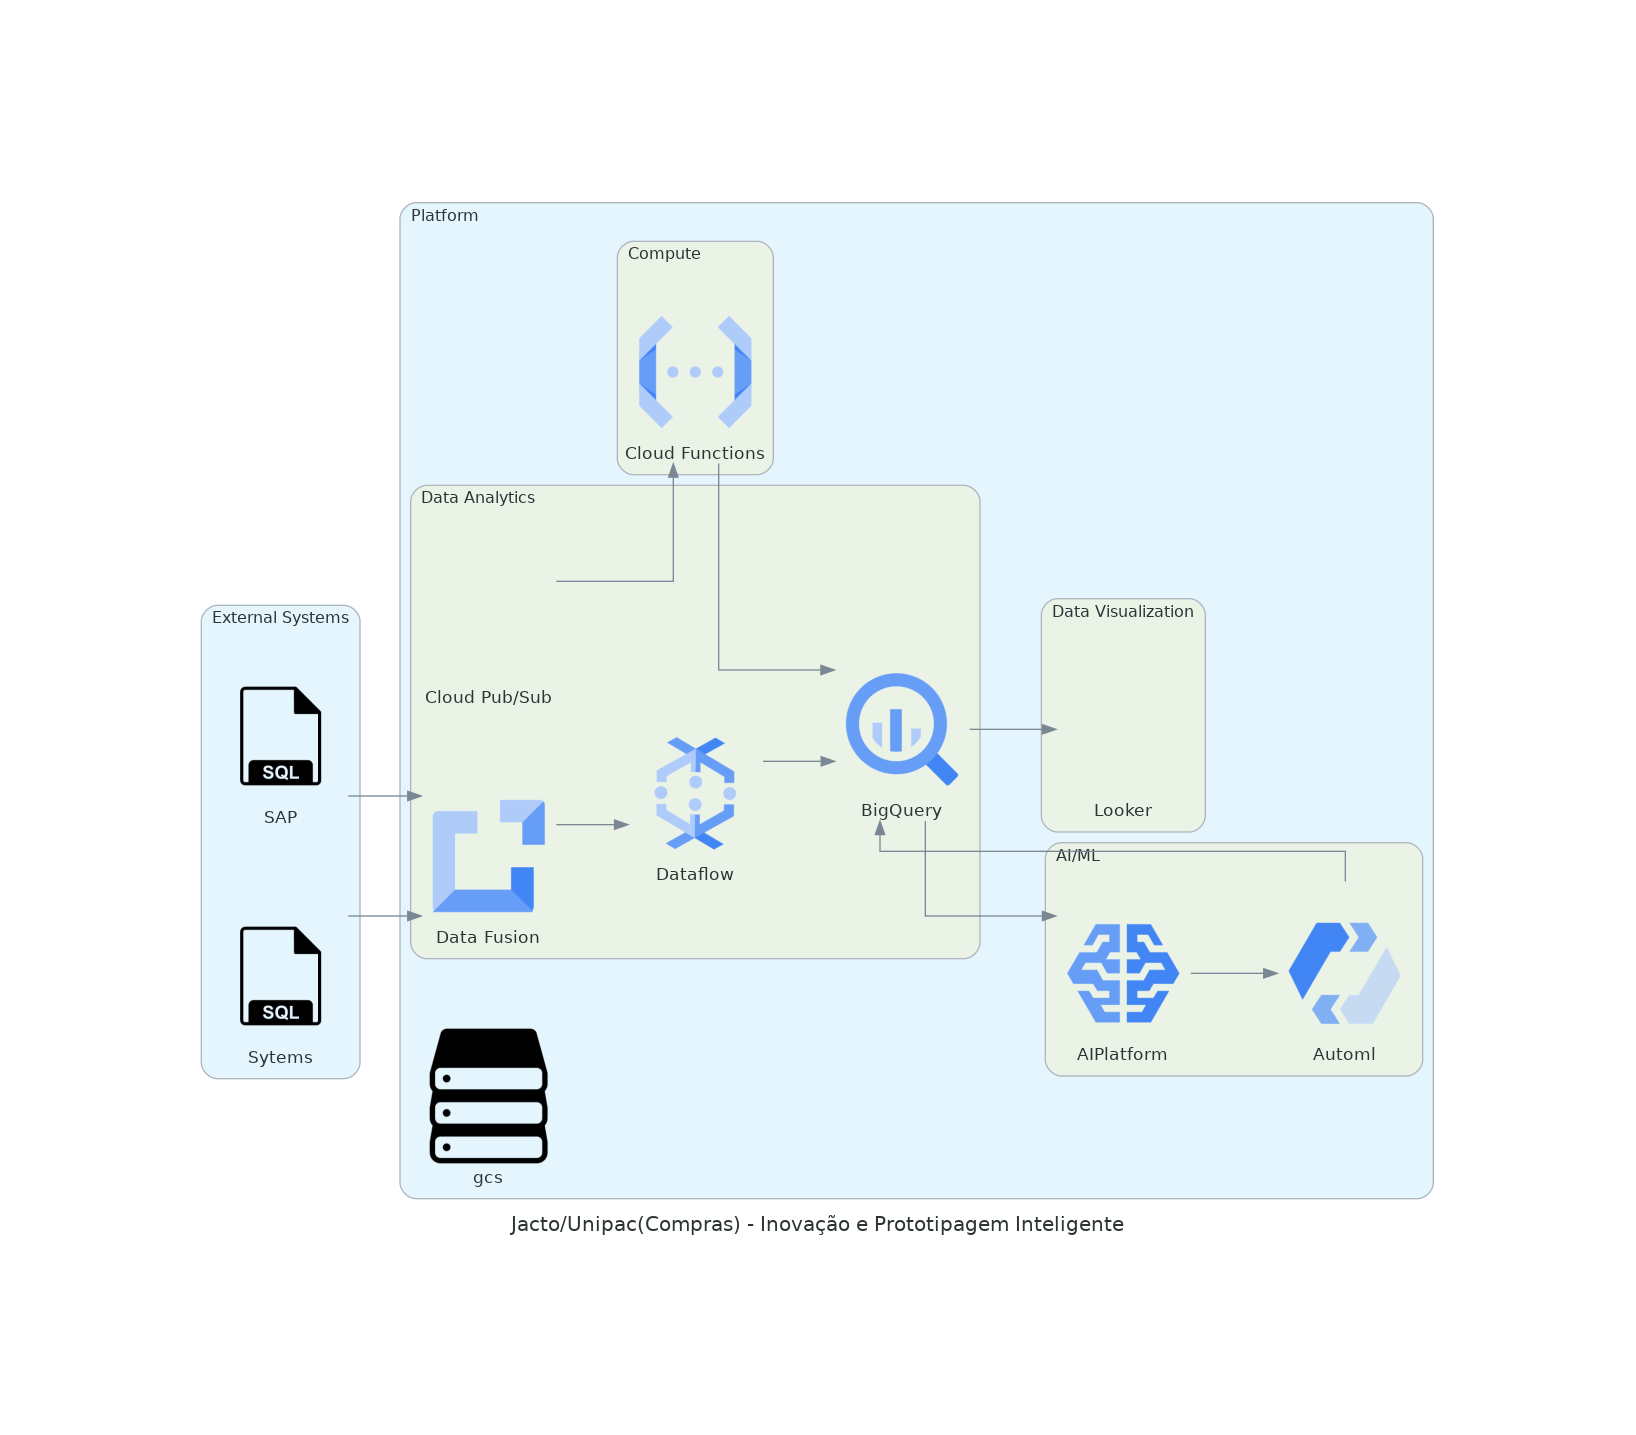 Platform
Compute
Cloud Functions
Data Analytics
External Systems
Data Visualization
Cloud Pub/Sub
SQL
SAP
BigQuery
Looker
Dataflow
AI/ML
Data Fusion
SQL
Sytems
AIPlatform
Automl
gcs
Jacto/Unipac(Compras) - Inovação e Prototipagem Inteligente